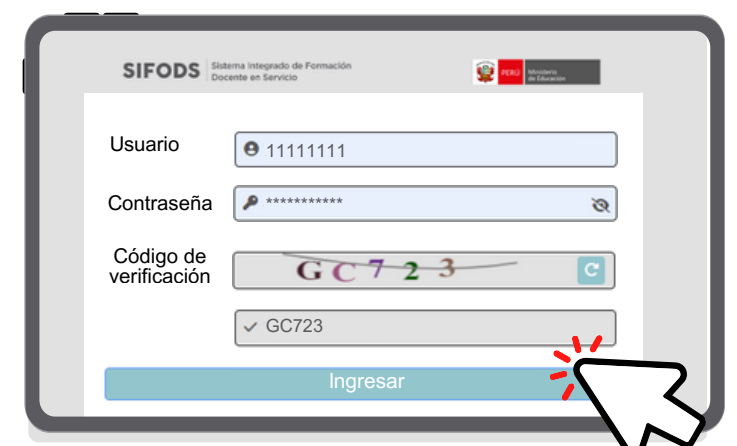 SIFODS
Sistema Integrado de Formación
Docente en Servicio
PERÚ
Ministerio
de Educación
Usuario
11111111
Contraseña
***********
Código de
verificación
GC723
GC723
Ingresar